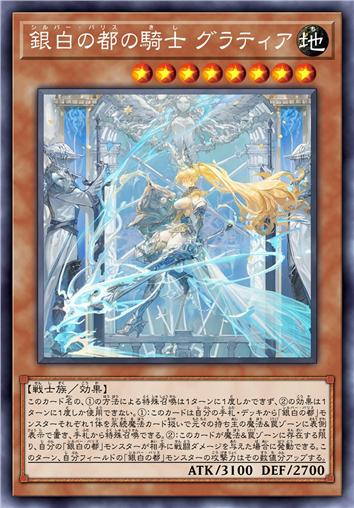 銀白の都の騎士 グラティア
シルバー・パリス きし
地
【戦士族／効果】
このカード名の、①の方法による特殊召喚は1ターンに1度しかできず、②の効果は1
ターンに1度しか使用できない。①：このカードは自分の手札・デッキから「銀白の都」モ
ンスターそれぞれ1体を永続魔法カード扱いで元々の持ち主の魔法＆罠ゾーンに表側
表示で置き、手札から特殊召喚できる。②：このカードが魔法＆罠ゾーンに存在する限
り、自分の「銀白の都」モンスターが相手に戦闘ダメージを与えた場合に発動できる。こ
のターン、自分フィールドの「銀白の都」モンスターの攻撃力はその数値分アップする。
ATK/3100 DEF/2700